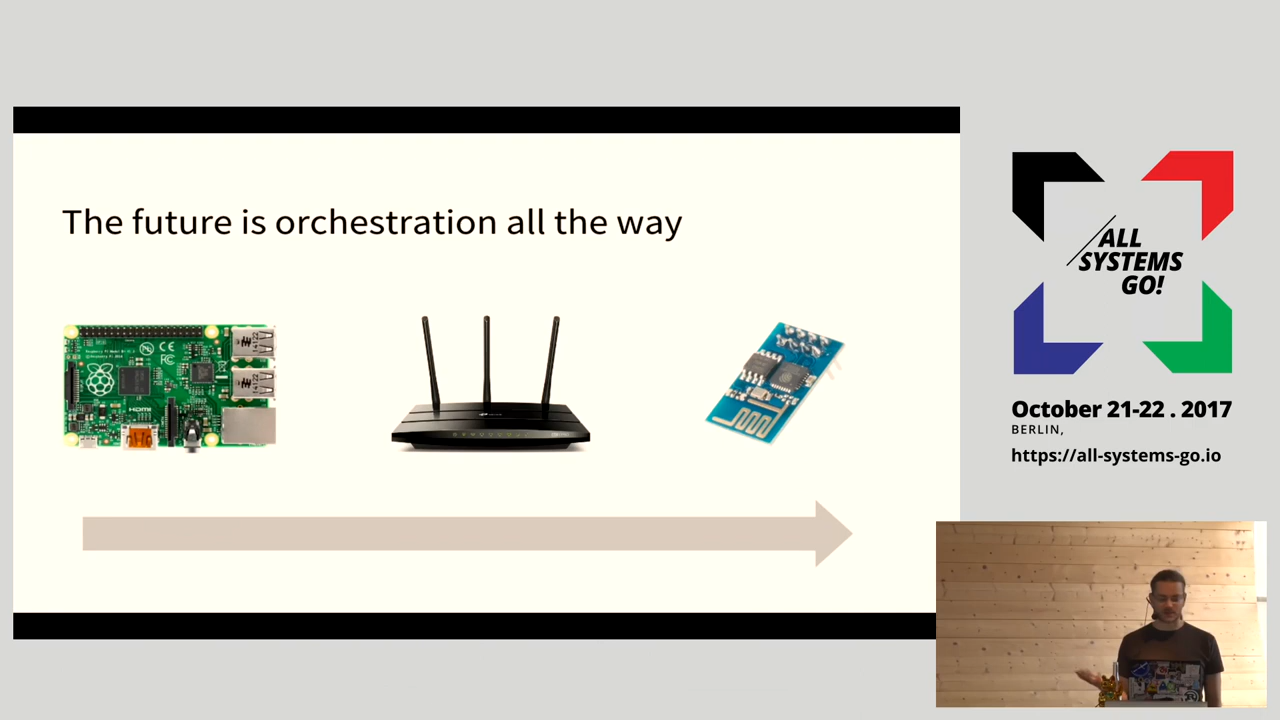 The future is orchestration all the way
HDMI
ALL
SYSTEMS
GO!
October 21-22 . 2017
BERLIN,
https://all-systems-go.io